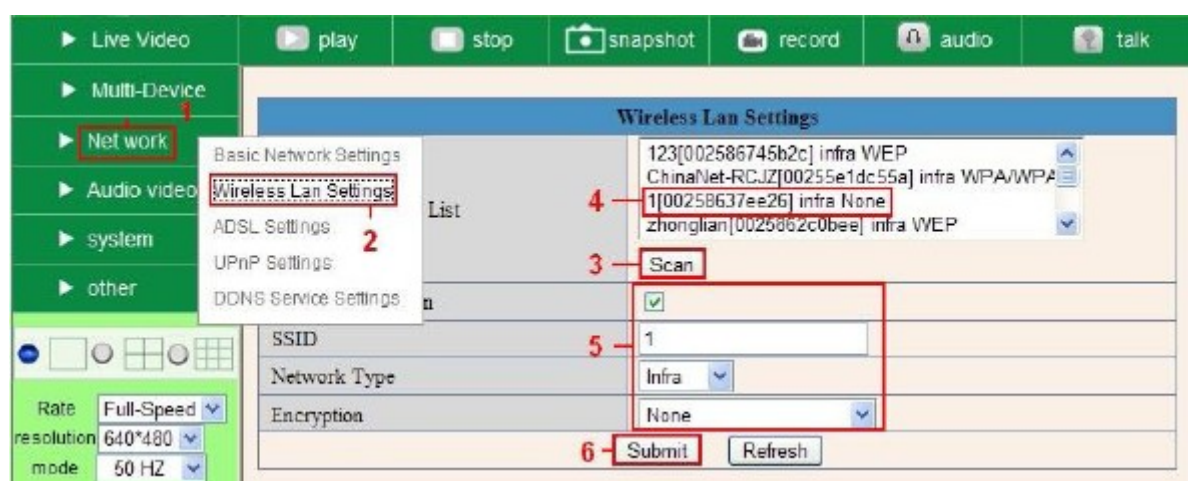 Live Video
play
stop
snapshot
record
audio
talk
Multi-Device
1
Net work
Audio video
system
other
Basic Network Settings
Wireless Lan Settings
2
ADSL Settings
UPnP Settings
DDNS Service Settings
Wireless Lan Settings
List
123[002586745b2c] infra WEP
ChinaNet-RCJZ[00255e1dc55a] infra WPA/WPA
4
1[00258637ee26] infra None
zhonglian[0025862c0bee] infra WEP
3
Scan
n
SSID
5
1
Network Type
Infra
Encryption
None
6
Submit
Refresh
Rate
Full-Speed
resolution
640*480
mode
50 HZ